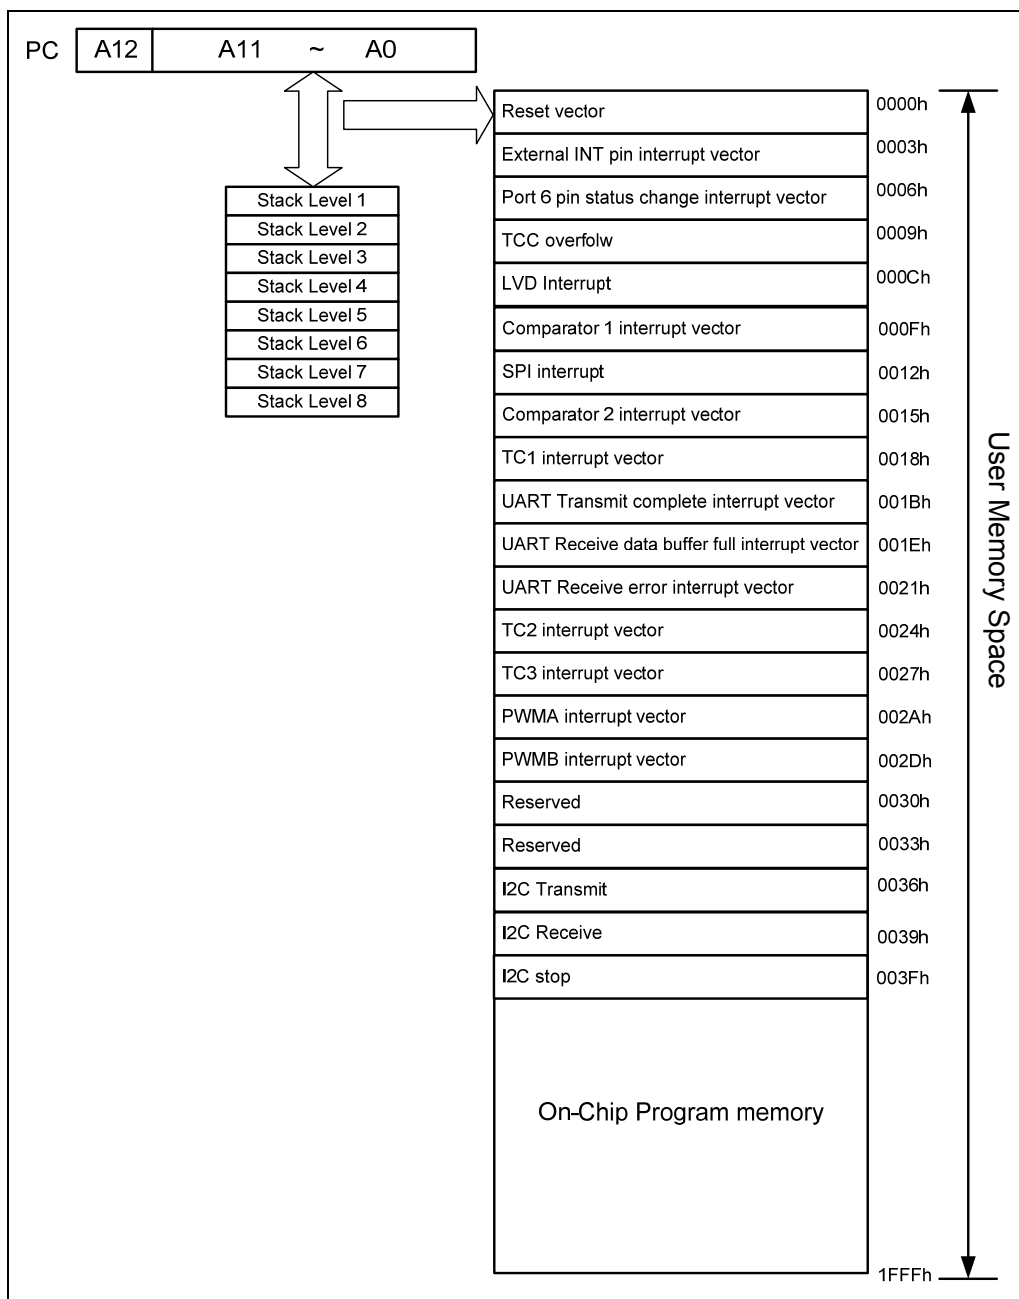 PC A12 A11 ~ A0
Stack Level 1
Stack Level 2
Stack Level 3
Stack Level 4
Stack Level 5
Stack Level 6
Stack Level 7
Stack Level 8
Reset vector 0000h
External INT pin interrupt vector 0003h
Port 6 pin status change interrupt vector 0006h
TCC overfolw 0009h
LVD Interrupt 000Ch
Comparator 1 interrupt vector 000Fh
SPI interrupt 0012h
Comparator 2 interrupt vector 0015h
TC1 interrupt vector 0018h
UART Transmit complete interrupt vector 001Bh
UART Receive data buffer full interrupt vector 001Eh
UART Receive error interrupt vector 0021h
TC2 interrupt vector 0024h
TC3 interrupt vector 0027h
PWMA interrupt vector 002Ah
PWMB interrupt vector 002Dh
Reserved 0030h
Reserved 0033h
I2C Transmit 0036h
I2C Receive 0039h
I2C stop 003Fh
On-Chip Program memory
1FFFh
User Memory Space